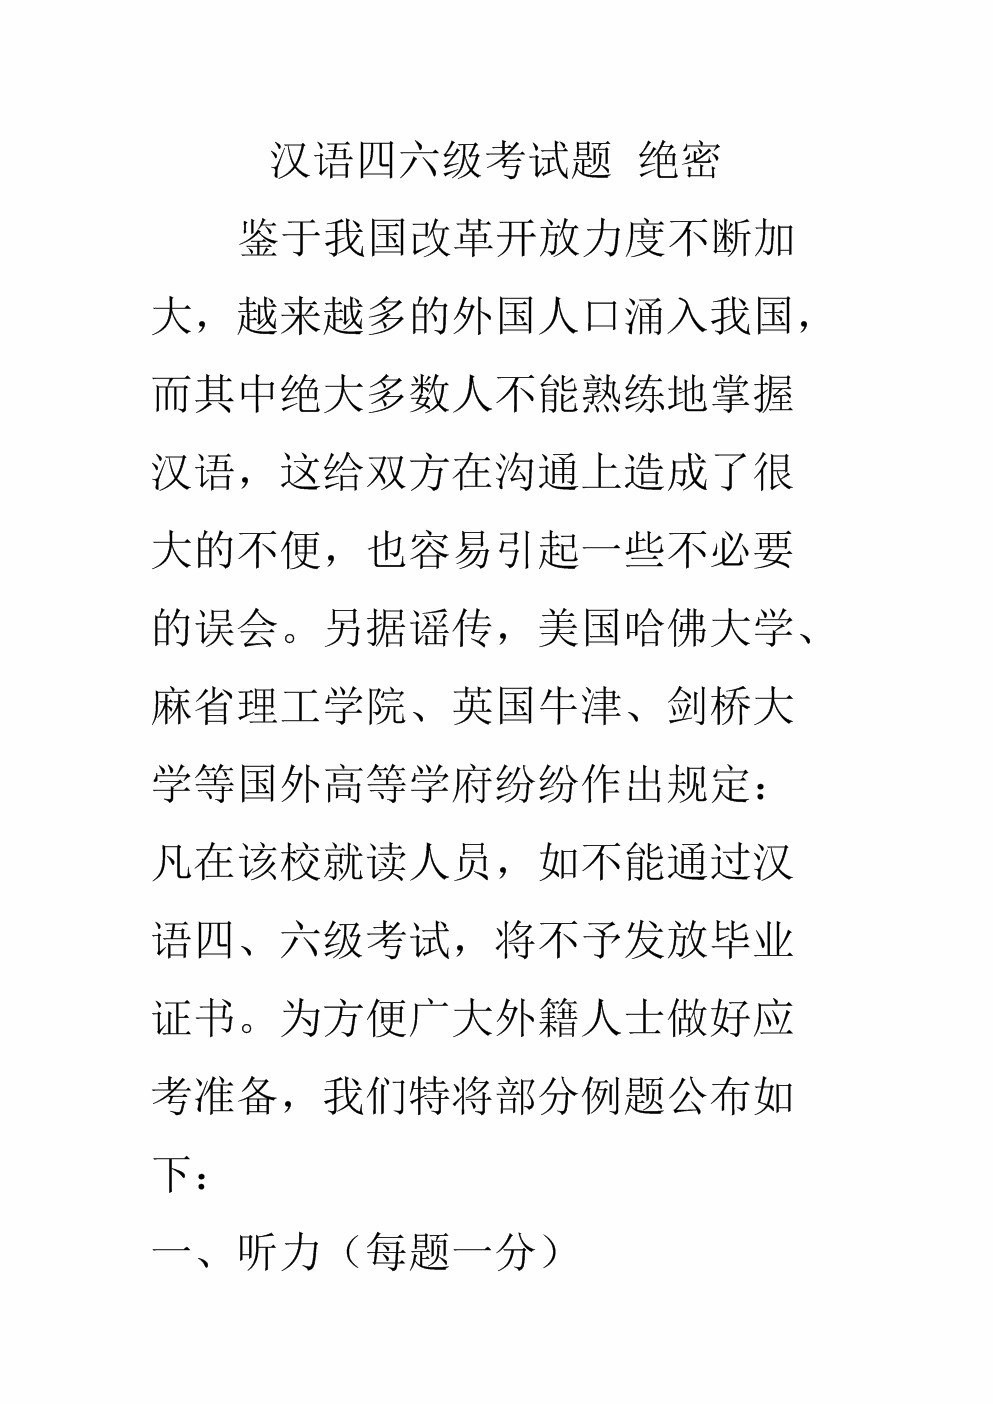 汉语四六级考试题 绝密
鉴于我国改革开放力度不断加
大，越来越多的外国人口涌入我国，
而其中绝大多数人不能熟练地掌握
汉语，这给双方在沟通上造成了很
大的不便，也容易引起一些不必要
的误会。另据谣传，美国哈佛大学、
麻省理工学院、英国牛津、剑桥大
学等国外高等学府纷纷作出规定：
凡在该校就读人员，如不能通过汉
语四、六级考试，将不予发放毕业
证书。为方便广大外籍人士做好应
考准备，我们特将部分例题公布如
下：
一、听力（每题一分）